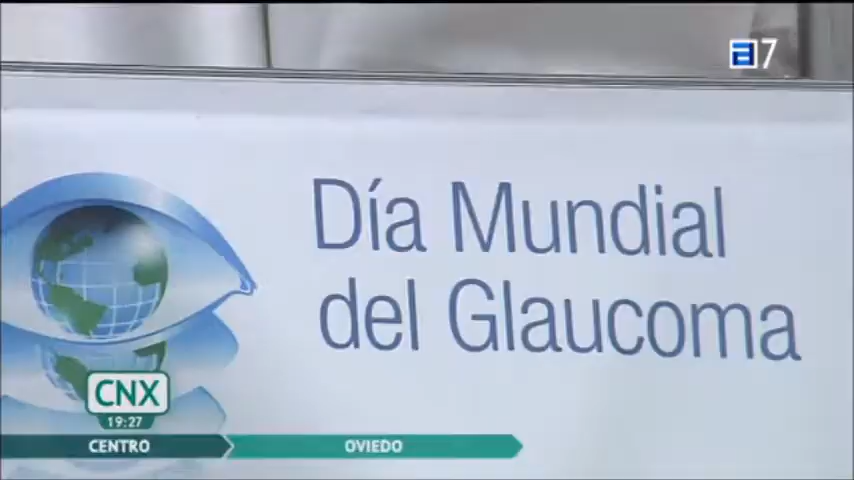 a7
Día Mundial
del Glaucoma
CNX
19:27
CENTRO
OVIEDO